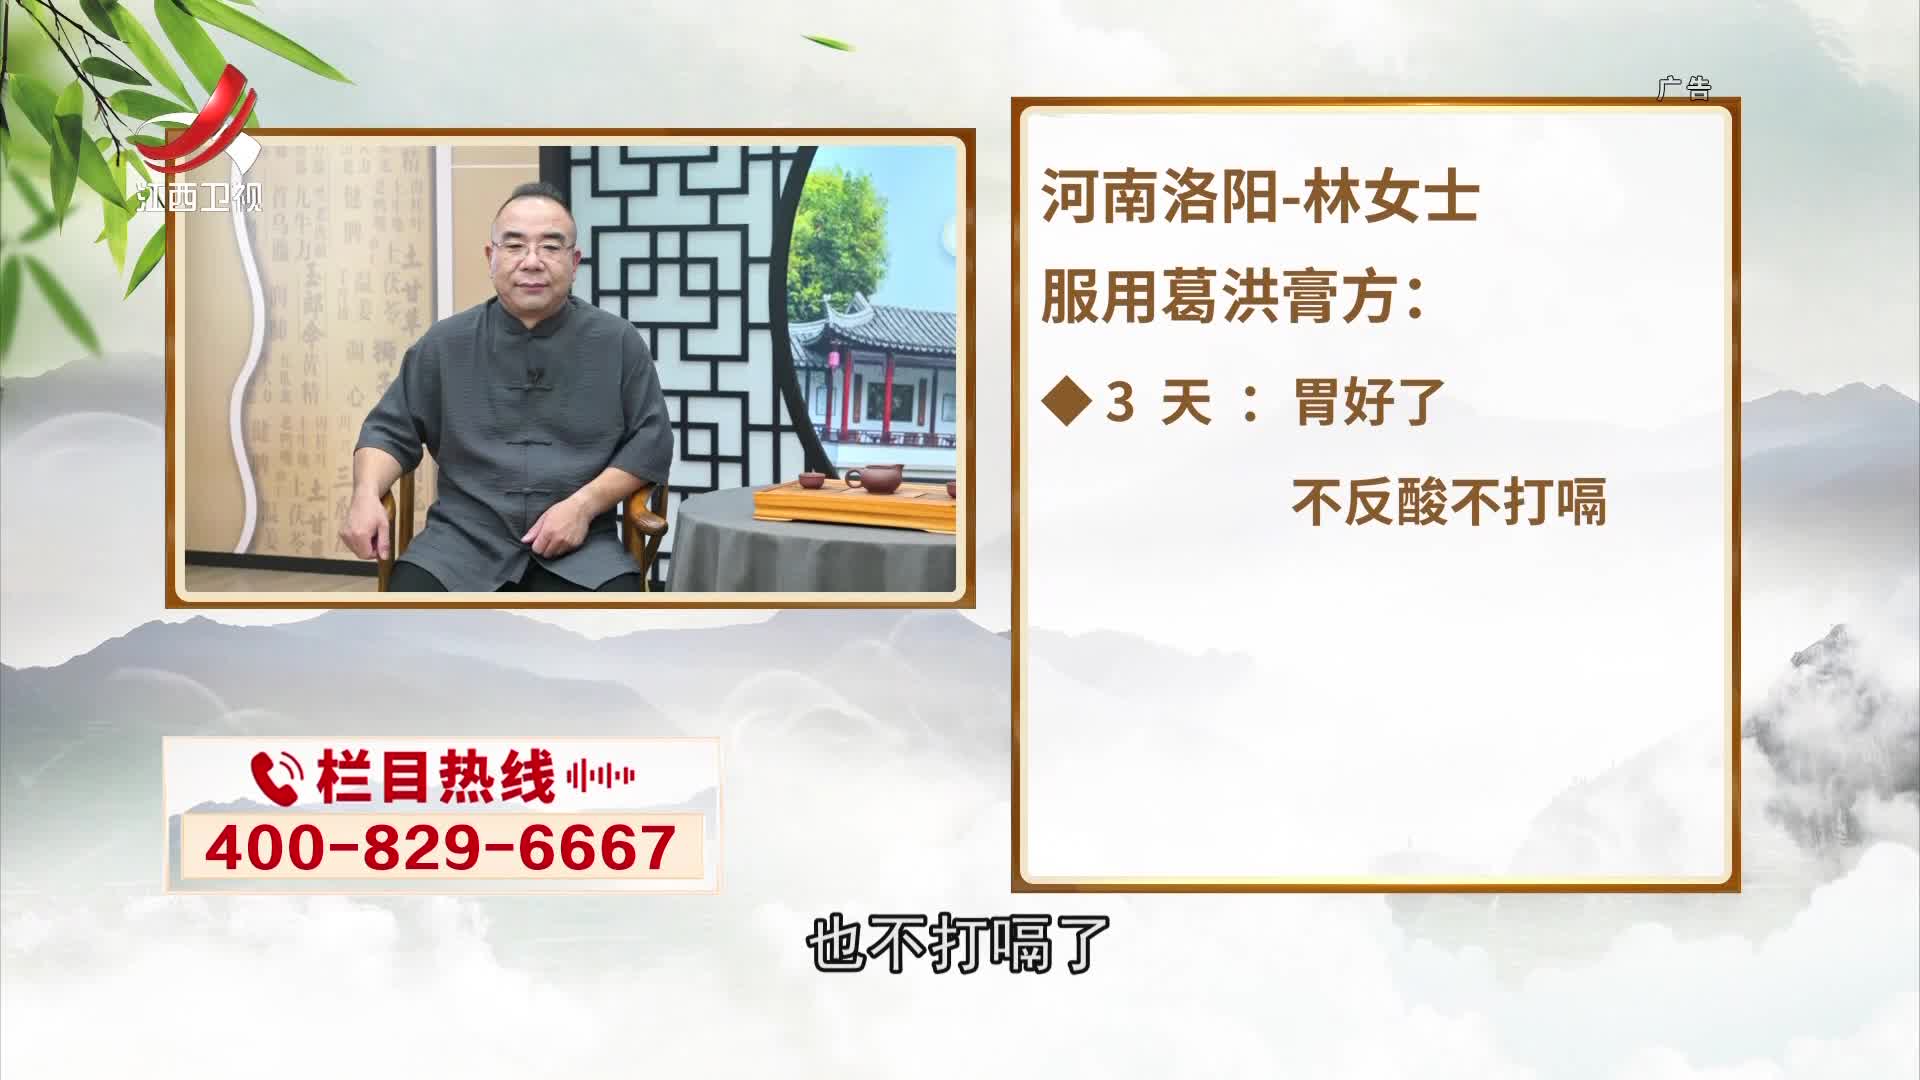 广告
江西卫视
河南洛阳-林女士
服用葛洪膏方：
◆3 天 ：胃好了
不反酸不打嗝
栏目热线
400-829-6667
也不打嗝了